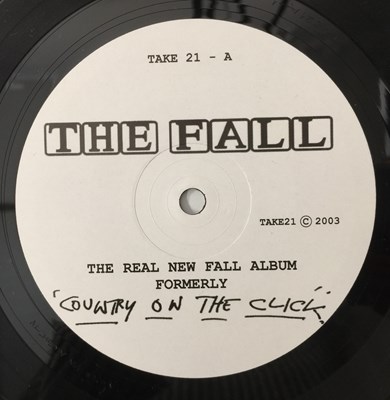 TAKE 21 - A
THE FALL
TAKE21 © 2003
THE REAL NEW FALL ALBUM
FORMERLY
"COUNTRY ON THE CLICK"